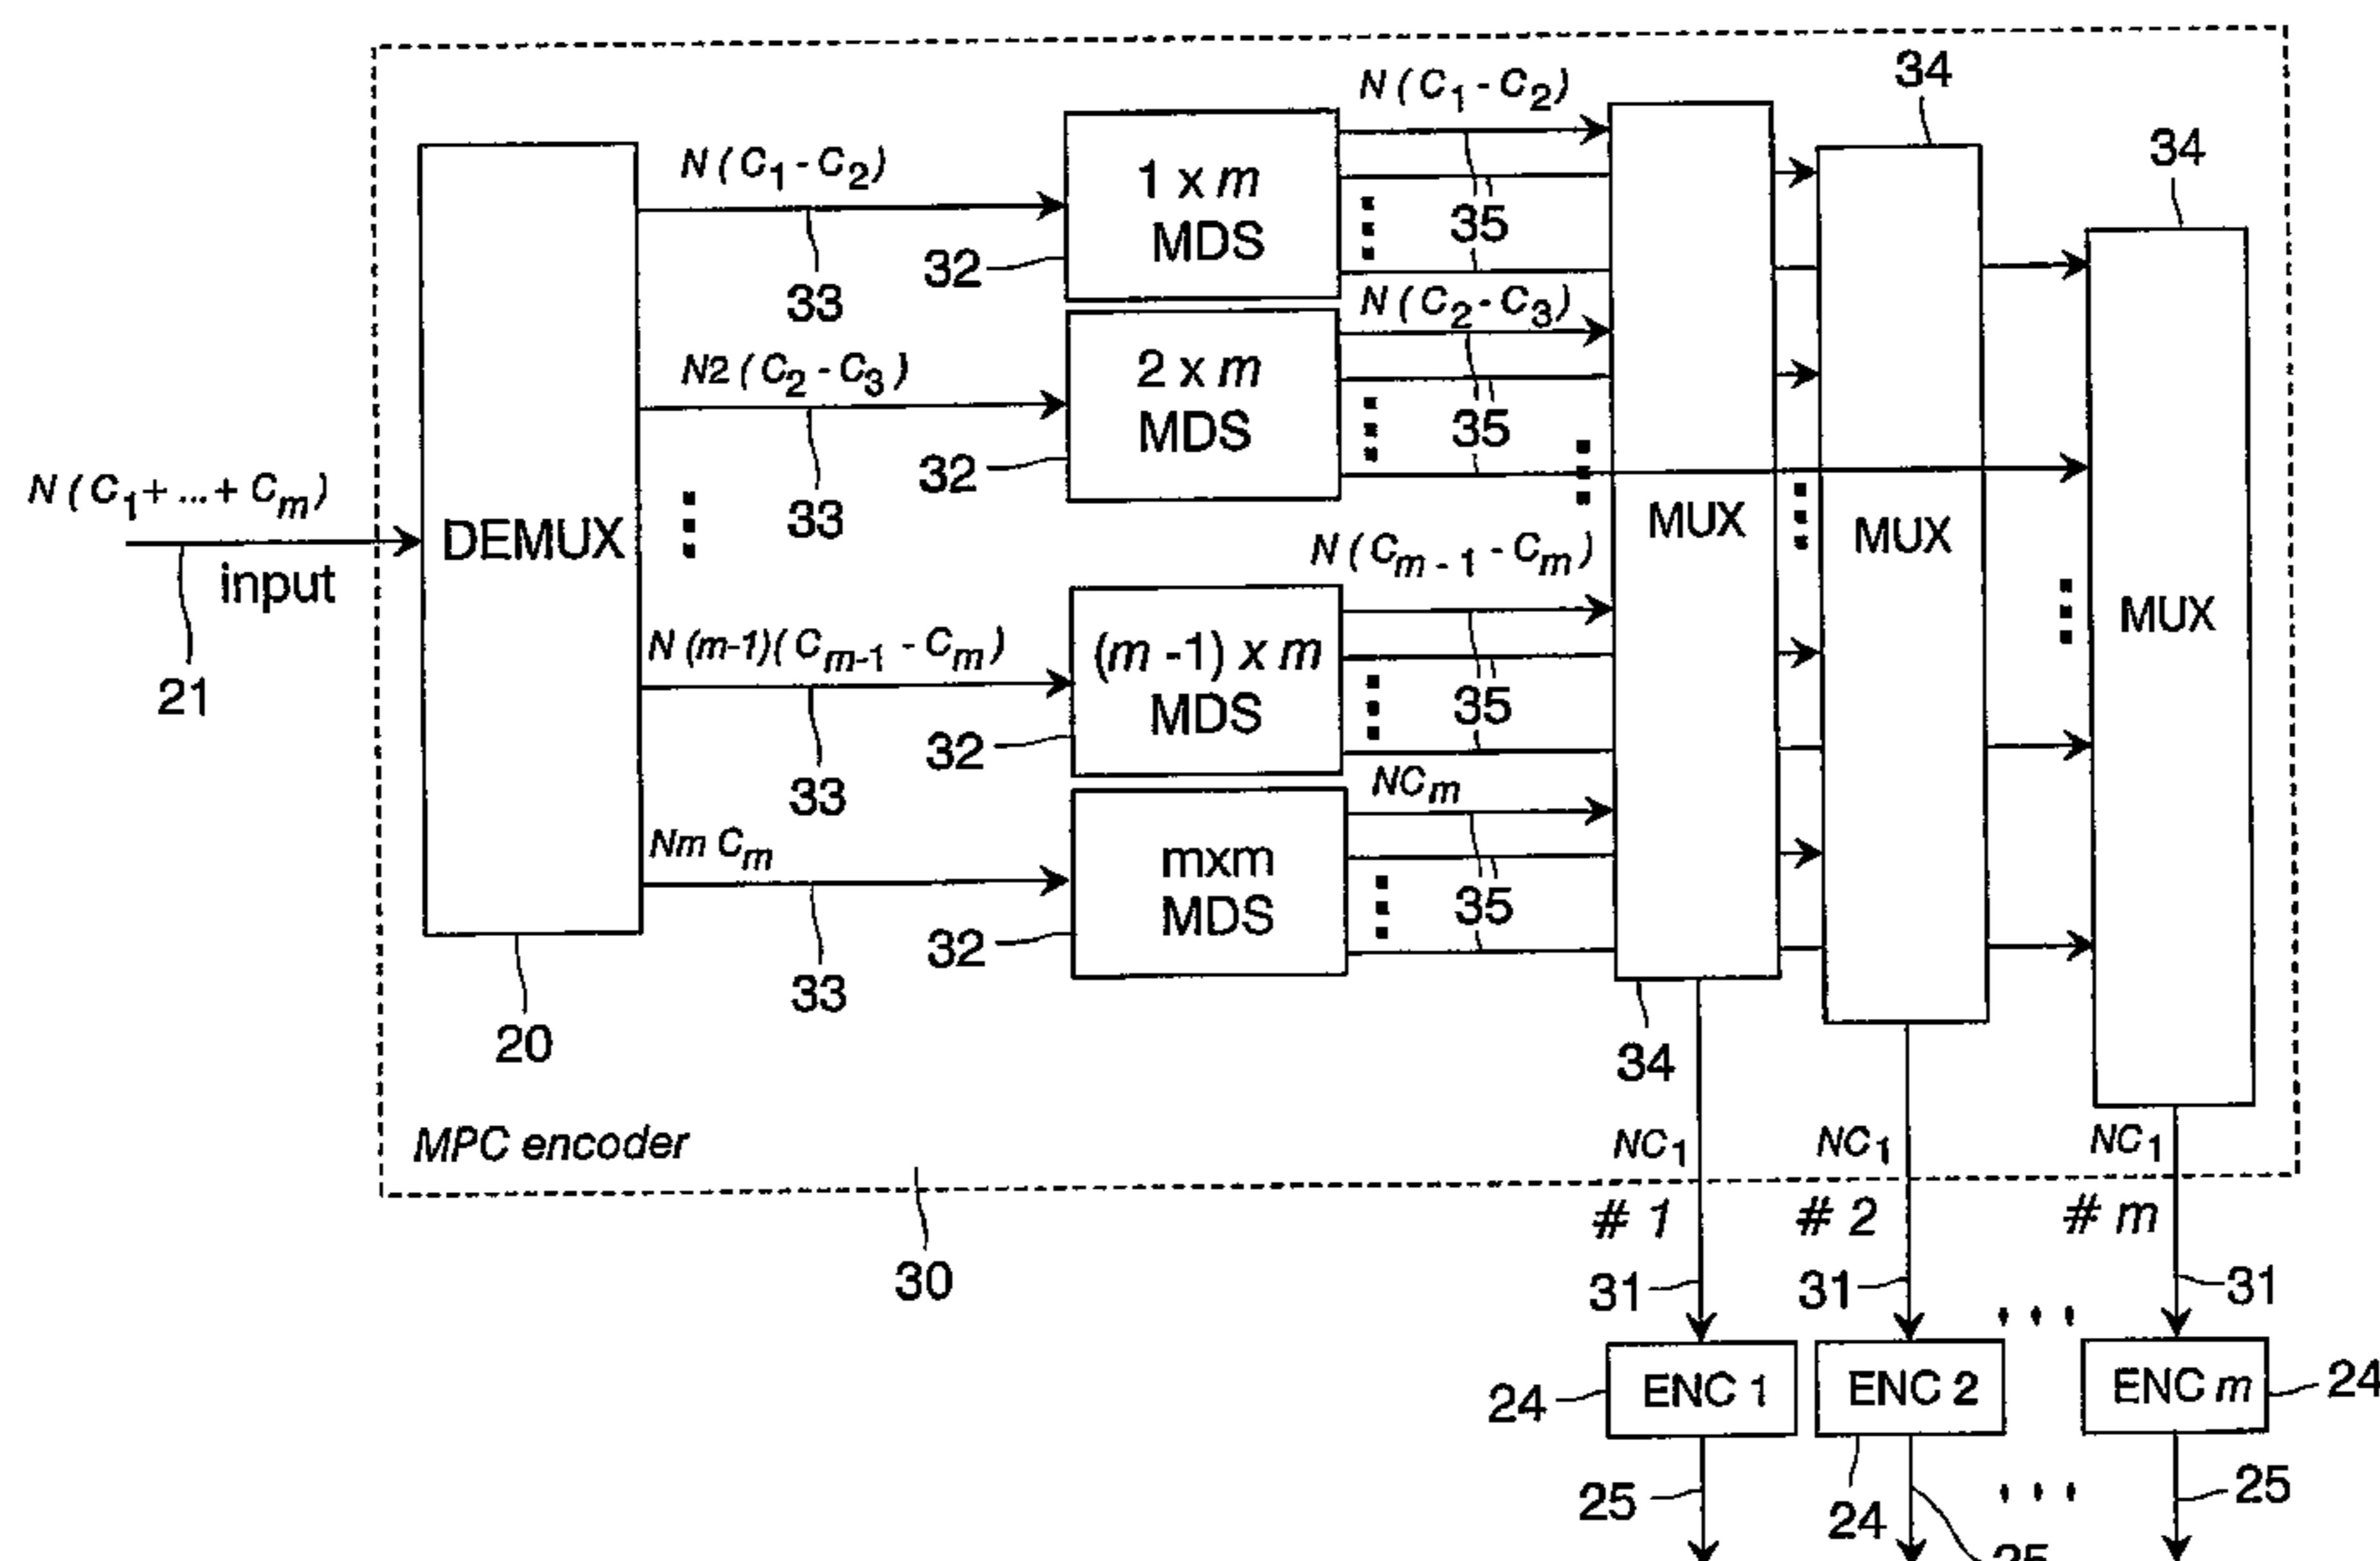 34
N ( C1 - C2 )
34
N ( C1 - C2 )
1 x m
MDS
35
32
33
N ( C2 - C3 )
N2 ( C2 - C3 )
2 x m
MDS
35
32
33
N ( C1+ ...+ Cm )
DEMUX
MUX
MUX
input
N ( Cm - 1 - Cm )
MUX
21
N (m-1)( Cm-1 - Cm )
(m -1) x m
MDS
35
32
33
NCm
Nm Cm
mxm
MDS
35
32
33
20
34
MPC encoder
NC1
NC1
NC1
# 1
# 2
# m
30
31
31
31
24
ENC 1
ENC 2
ENC m
24
25
24
25
25